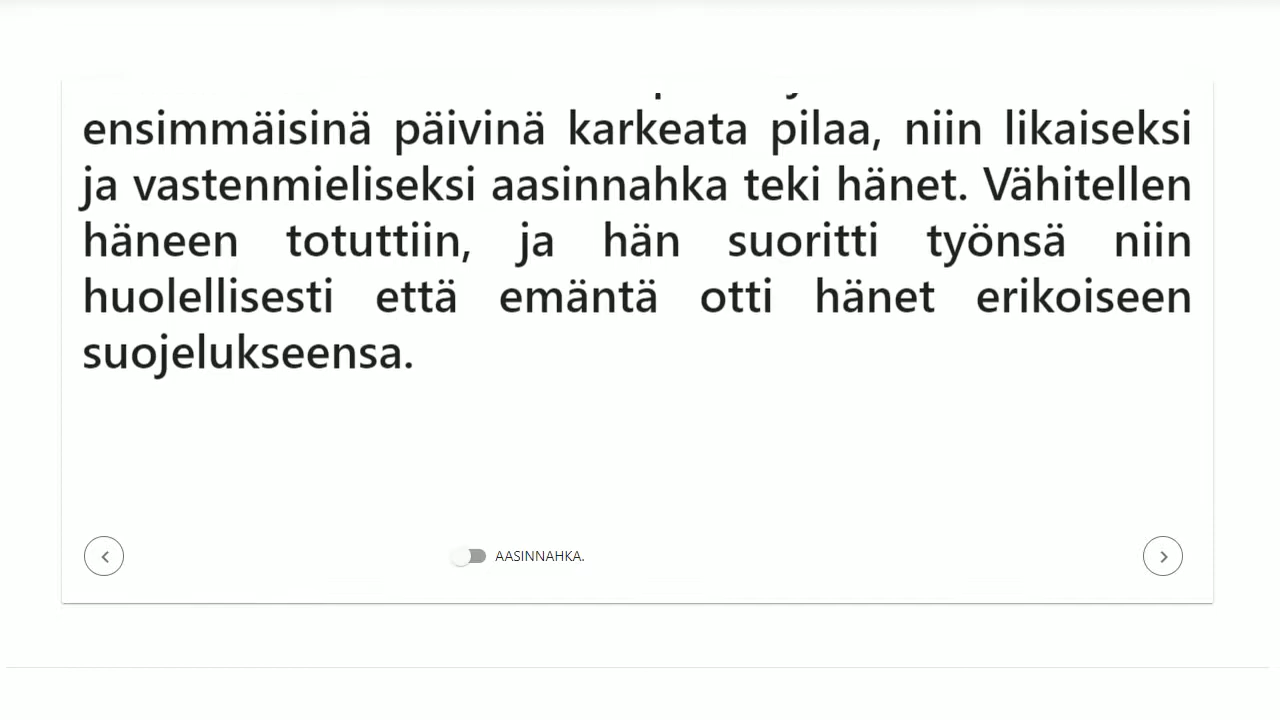 ensimmäisinä päivinä karkeata pilaa, niin likaiseksi
ja vastenmieliseksi aasinnahka teki hänet. Vähitellen
häneen totuttiin, ja hän suoritti työnsä niin
huolellisesti että emäntä otti hänet erikoiseen
suojelukseensa.
AASINNAHKA.